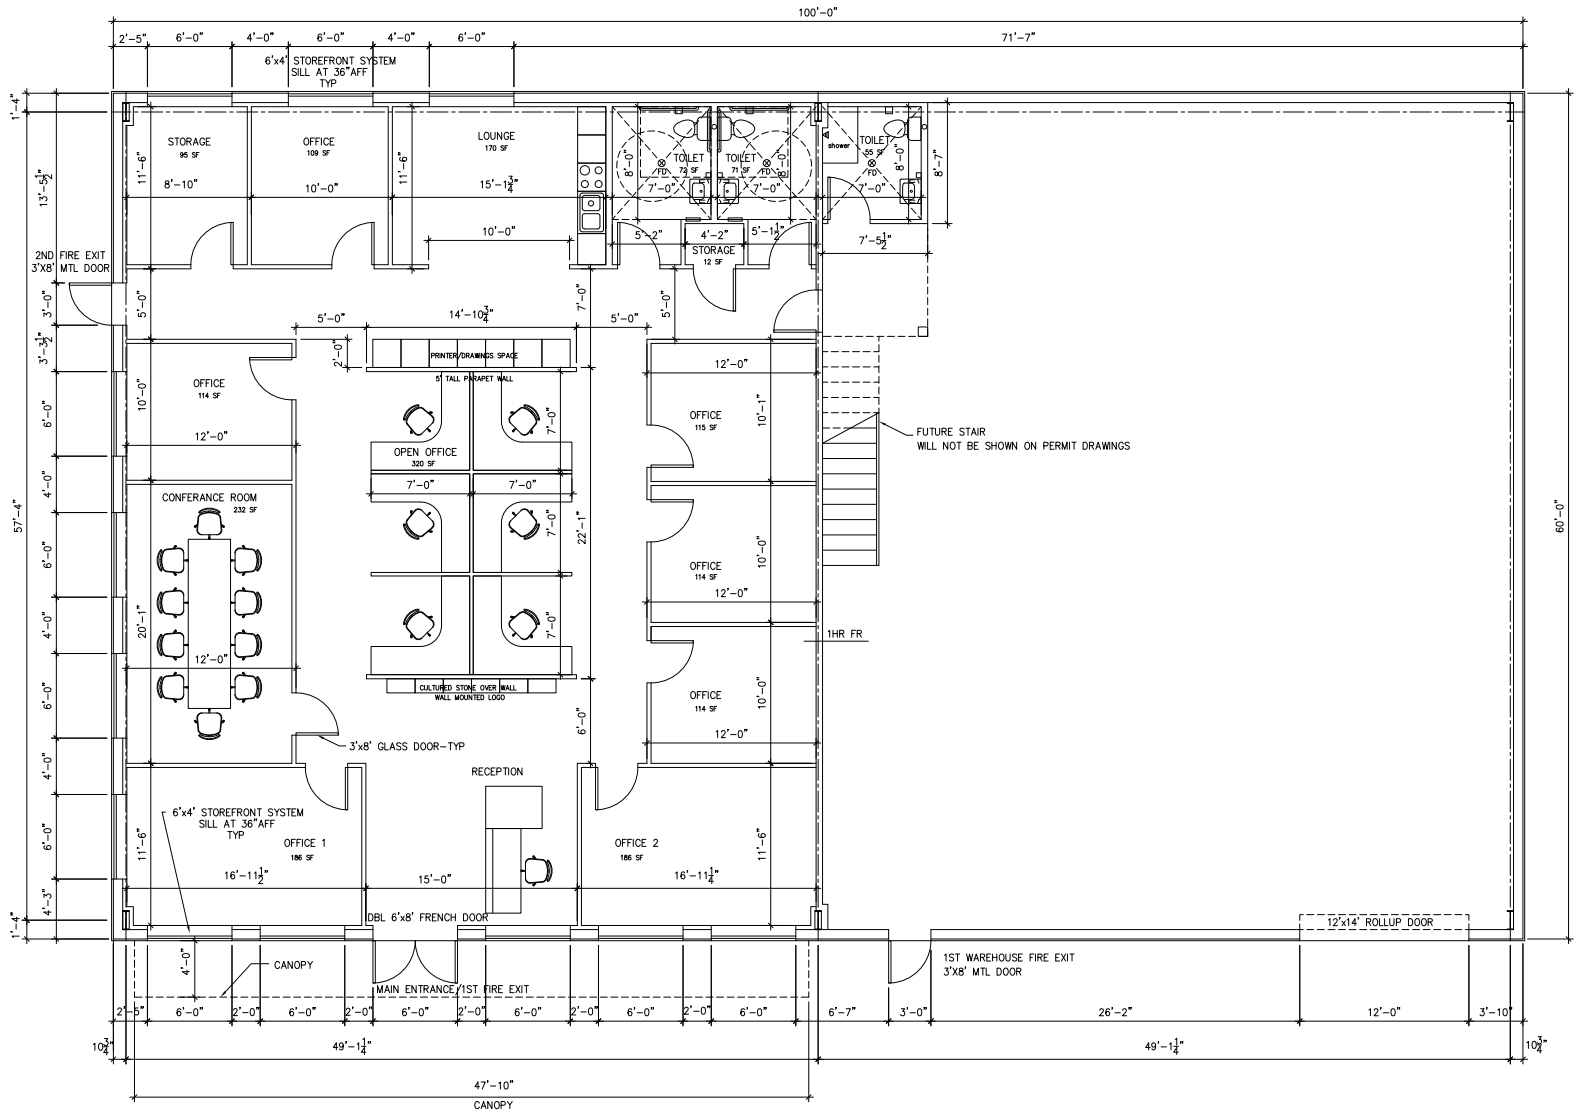 100'-0"
2'-5" 6'-0" 4'-0" 6'-0" 4'-0" 6'-0" 71'-7"
6'x4' STOREFRONT SYSTEM
SILL AT 36"AFF
TYP
1'-4"
13'-5 1/2"
STORAGE
95 SF
11'-6"
8'-10"
OFFICE
109 SF
10'-0"
11'-6"
LOUNGE
170 SF
15'-1 3/4"
10'-0"
8'-0"
TOILET
72 SF
FD
7'-0"
TOILET
71 SF
FD
8'-0"
7'-0"
shower
TOILET
55 SF
FD
8'-0"
7'-0"
8'-7"
5'-2" 4'-2" 5'-1 1/2"
7'-5 1/2"
STORAGE
12 SF
2ND FIRE EXIT
3'X8' MTL DOOR
3'-0"
3'-3 1/2"
5'-0"
7'-0"
5'-0"
5'-0" 14'-10 3/4" 5'-0"
2'-0"
PRINTER/DRAWINGS SPACE
5' TALL PARAPET WALL
OFFICE
114 SF
10'-0"
12'-0"
6'-0"
7'-0"
12'-0"
OFFICE
115 SF
10'-1"
FUTURE STAIR
WILL NOT BE SHOWN ON PERMIT DRAWINGS
OPEN OFFICE
320 SF
7'-0" 7'-0"
4'-0"
CONFERANCE ROOM
232 SF
57'-4"
60'-0"
6'-0"
7'-0"
22'-1"
10'-0"
OFFICE
114 SF
12'-0"
4'-0"
20'-1"
7'-0"
1HR FR
12'-0"
6'-0"
CULTURED STONE OVER WALL
WALL MOUNTED LOGO
OFFICE
114 SF
10'-0"
12'-0"
6'-0"
3'x8' GLASS DOOR-TYP
4'-0"
RECEPTION
6'x4' STOREFRONT SYSTEM
SILL AT 36"AFF
TYP
6'-0"
11'-6"
OFFICE 1
186 SF
16'-11 1/2"
15'-0"
OFFICE 2
186 SF
11'-6"
16'-11 1/4"
4'-3"
1'-4"
DBL 6'x8' FRENCH DOOR
12'x14' ROLLUP DOOR
4'-0"
CANOPY
MAIN ENTRANCE/1ST FIRE EXIT
1ST WAREHOUSE FIRE EXIT
3'X8' MTL DOOR
2'-5" 6'-0" 2'-0" 6'-0" 2'-0" 6'-0" 2'-0" 6'-0" 2'-0" 6'-0" 2'-0" 6'-0" 6'-7" 3'-0" 26'-2" 12'-0" 3'-10"
10 3/4" 49'-1 1/4" 49'-1 1/4" 10 3/4"
47'-10"
CANOPY